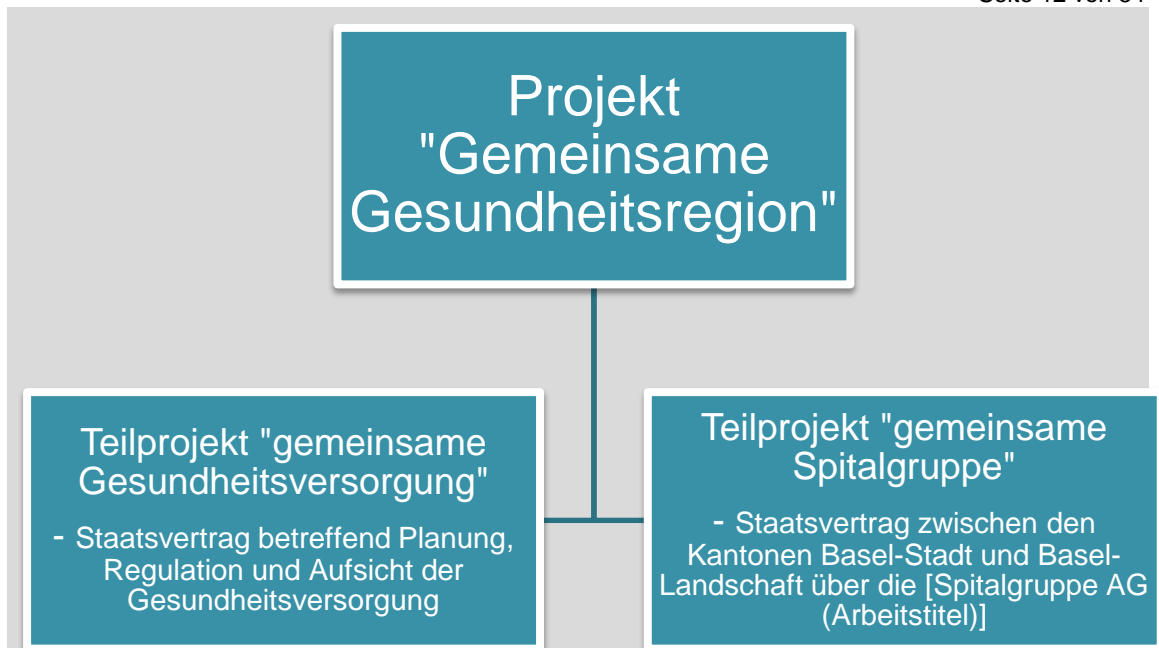 Projekt
"Gemeinsame
Gesundheitsregion"
Teilprojekt "gemeinsame
Gesundheitsversorgung"
- Staatsvertrag betreffend Planung,
Regulation und Aufsicht der
Gesundheitsversorgung
Teilprojekt "gemeinsame
Spitalgruppe"
- Staatsvertrag zwischen den
Kantonen Basel-Stadt und Basel-
Landschaft über die [Spitalgruppe AG
(Arbeitstitel)]